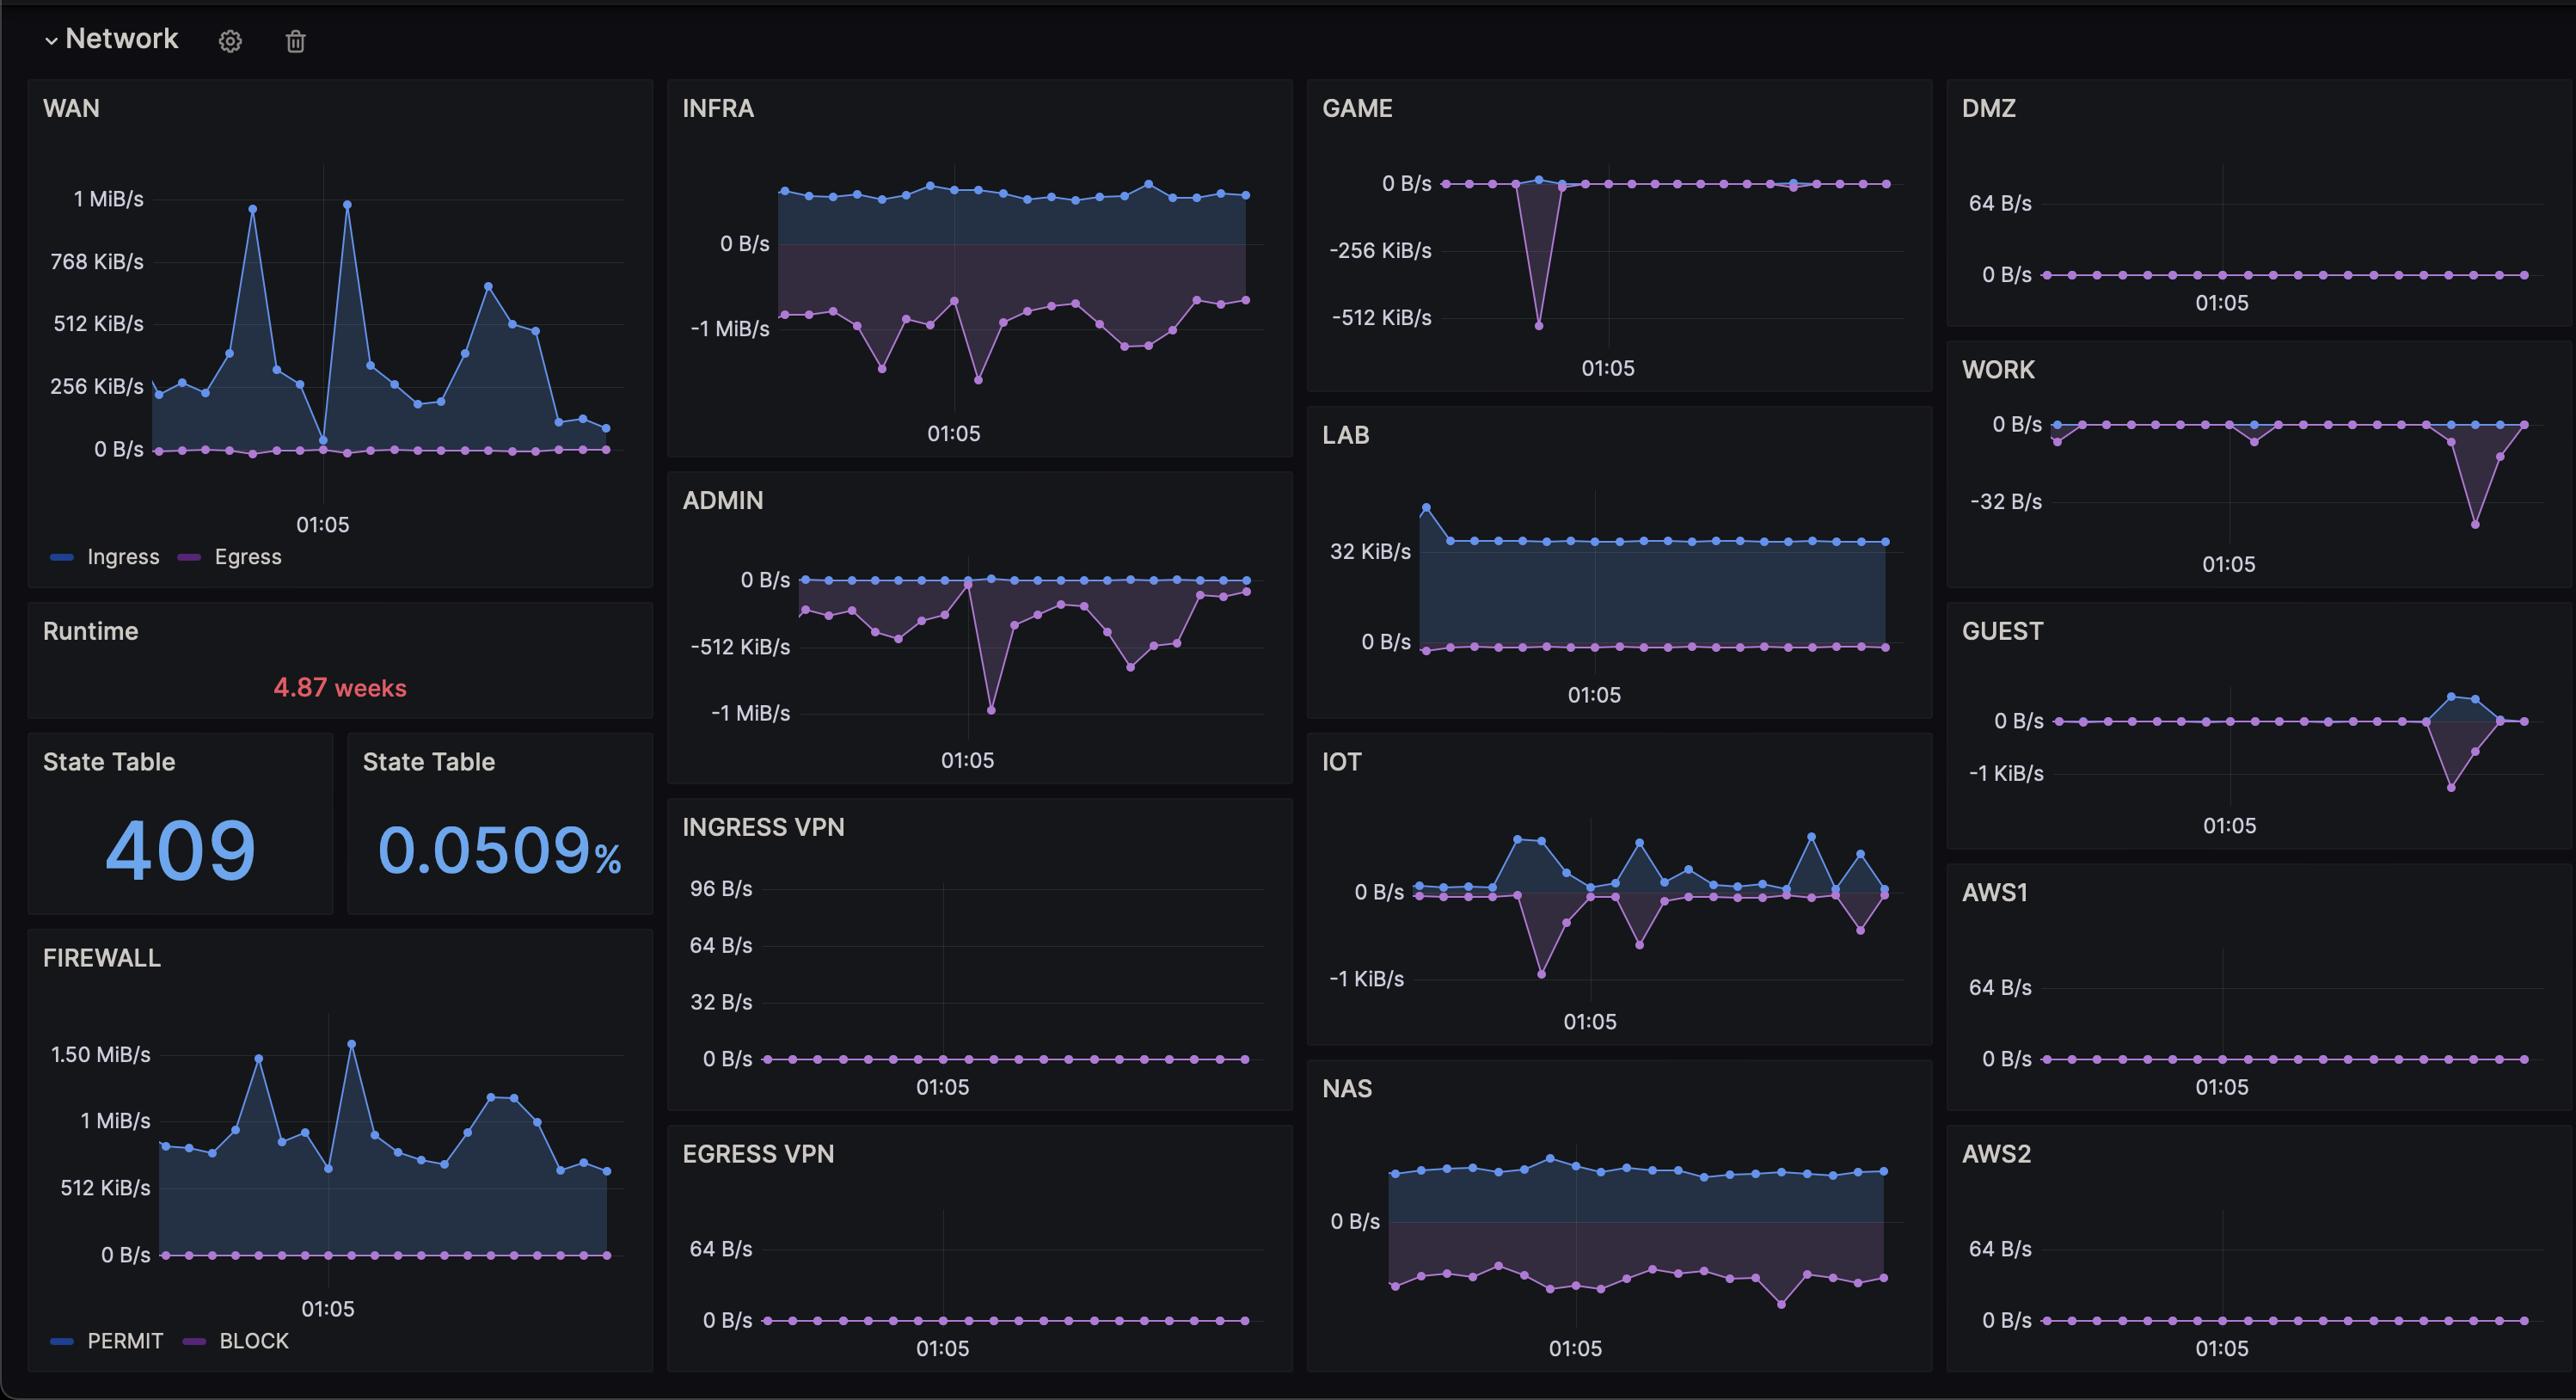 Network
WAN
1 MiB/s
768 KiB/s
512 KiB/s
256 KiB/s
0 B/s
01:05
Ingress Egress
Runtime
4.87 weeks
State Table
409
State Table
0.0509%
FIREWALL
1.50 MiB/s
1 MiB/s
512 KiB/s
0 B/s
01:05
PERMIT BLOCK
INFRA
0 B/s
-1 MiB/s
01:05
ADMIN
0 B/s
-512 KiB/s
-1 MiB/s
01:05
INGRESS VPN
96 B/s
64 B/s
32 B/s
0 B/s
01:05
EGRESS VPN
64 B/s
0 B/s
01:05
GAME
0 B/s
-256 KiB/s
-512 KiB/s
01:05
LAB
32 KiB/s
0 B/s
01:05
IOT
0 B/s
-1 KiB/s
01:05
NAS
0 B/s
01:05
DMZ
64 B/s
0 B/s
01:05
WORK
0 B/s
-32 B/s
01:05
GUEST
0 B/s
-1 KiB/s
01:05
AWS1
64 B/s
0 B/s
01:05
AWS2
64 B/s
0 B/s
01:05